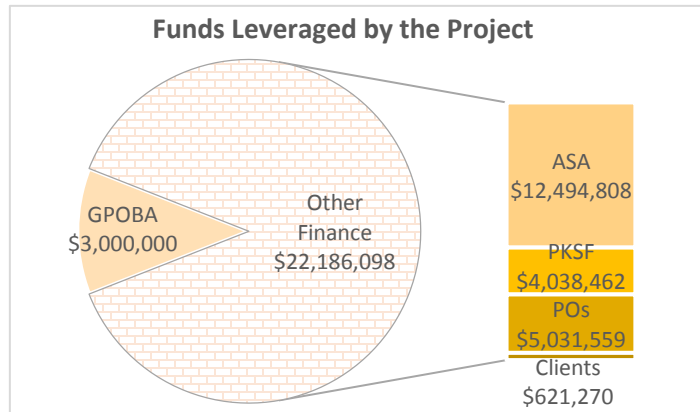 Funds Leveraged by the Project
GPOBA
$3,000,000
Other
Finance
$22,186,098
ASA
$12,494,808
PKSF
$4,038,462
POs
$5,031,559
Clients
$621,270